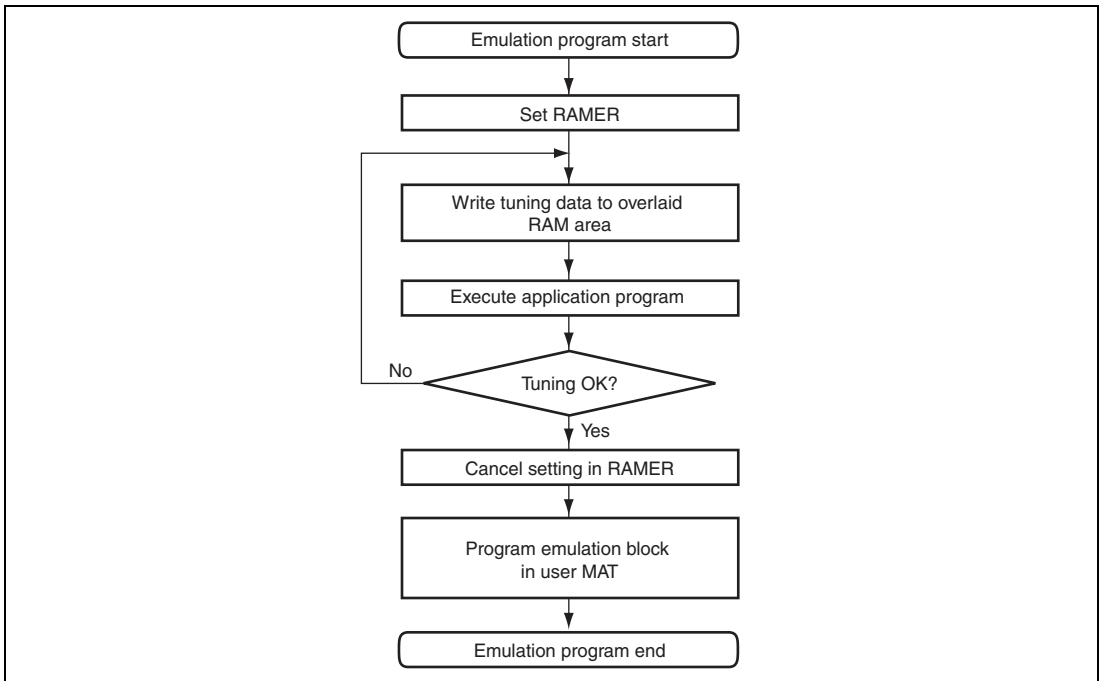 Emulation program start
Set RAMER
Write tuning data to overlaid
RAM area
Execute application program
No
Tuning OK?
Yes
Cancel setting in RAMER
Program emulation block
in user MAT
Emulation program end